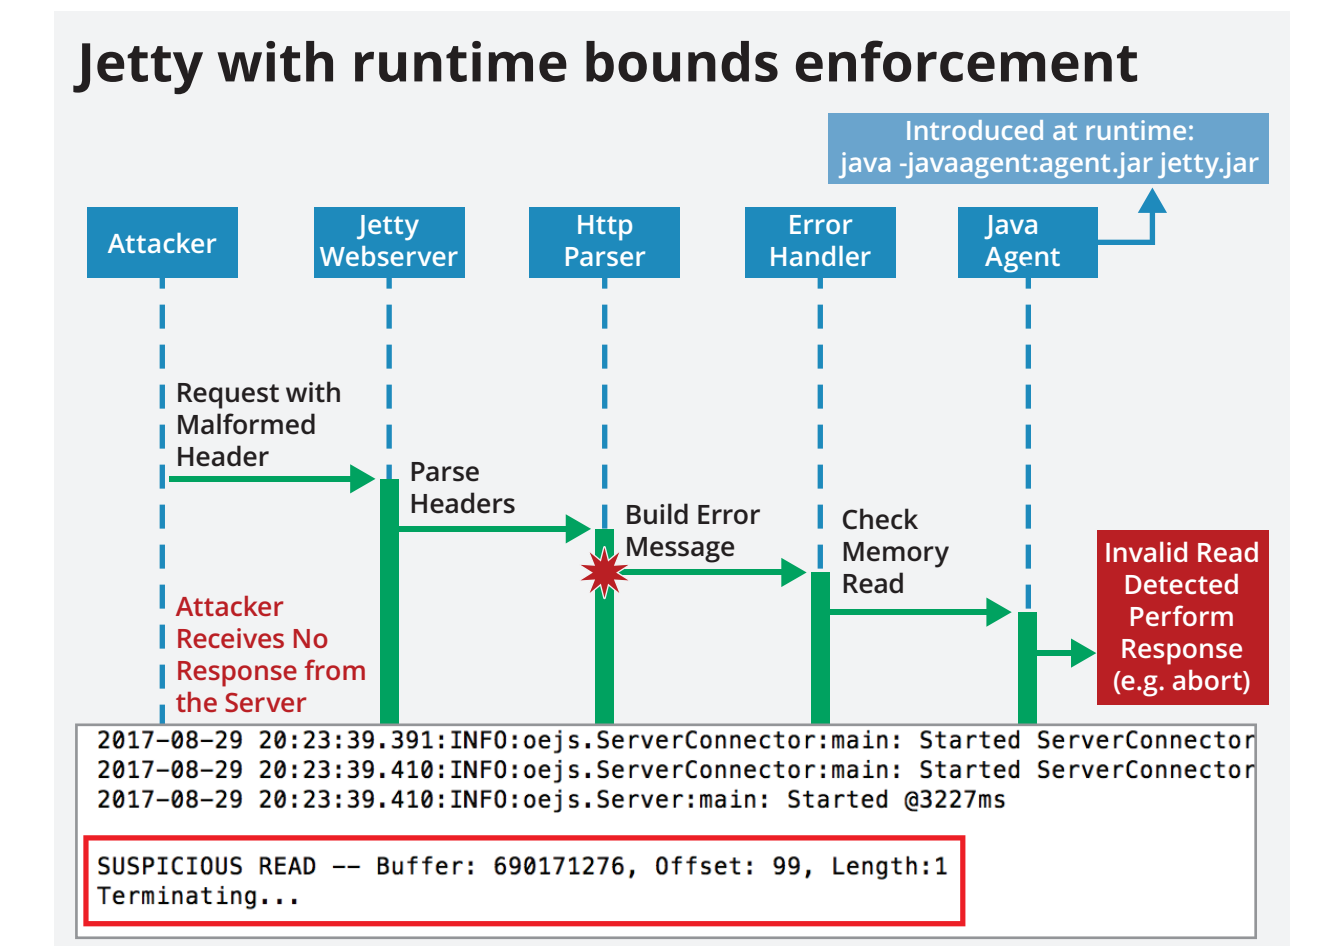 Jetty with runtime bounds enforcement
Introduced at runtime:
java -javaagent:agent.jar jetty.jar
Attacker
Jetty
Webserver
Http
Parser
Error
Handler
Java
Agent
Request with
Malformed
Header
Parse
Headers
Build Error
Message
Check
Memory
Read
Invalid Read
Detected
Perform
Response
(e.g. abort)
Attacker
Receives No
Response from
the Server
2017-08-29 20:23:39.391:INFO:oejs.ServerConnector:main: Started ServerConnector
2017-08-29 20:23:39.410:INFO:oejs.ServerConnector:main: Started ServerConnector
2017-08-29 20:23:39.410:INFO:oejs.Server:main: Started @3227ms
SUSPICIOUS READ -- Buffer: 690171276, Offset: 99, Length:1
Terminating...